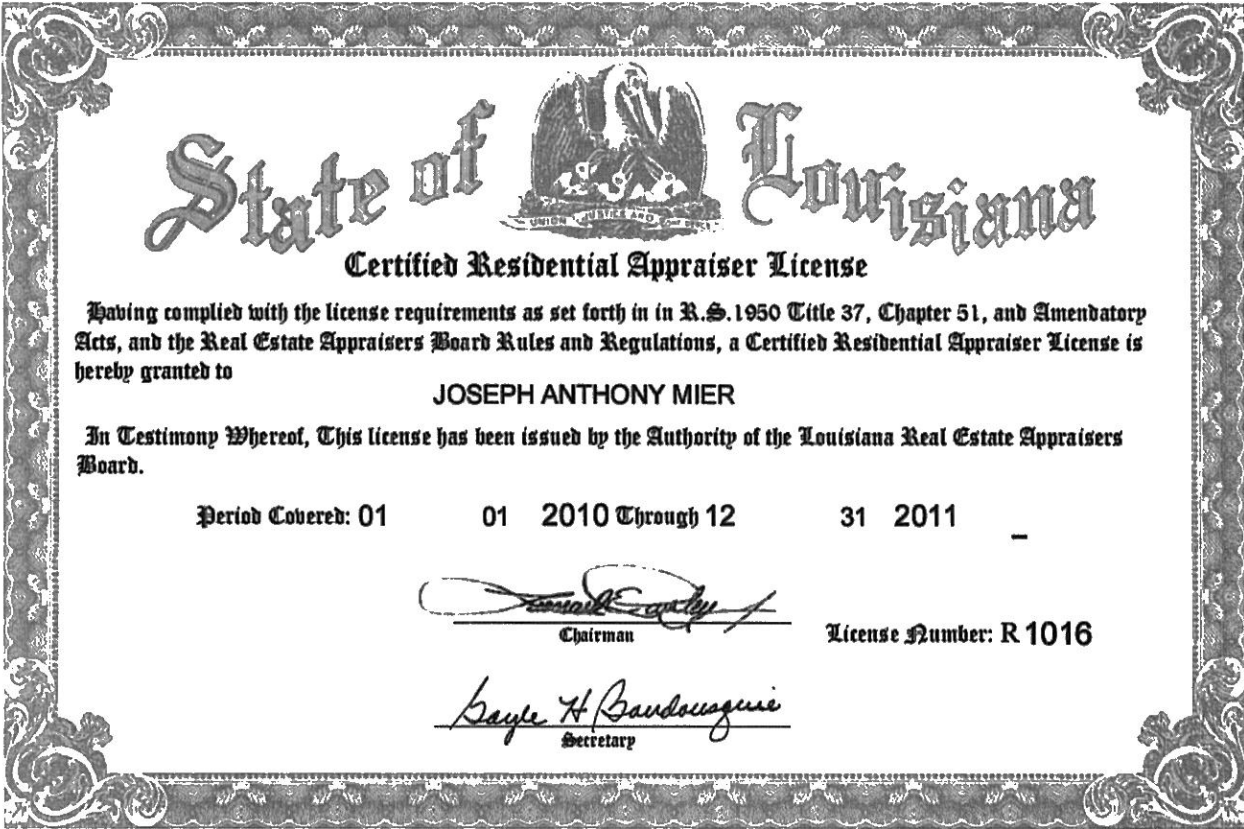 State of Louisiana
UNION JUSTICE AND
Certified Residential Appraiser License
Having complied with the license requirements as set forth in in R.S.1950 Title 37, Chapter 51, and Amendatory
Acts, and the Real Estate Appraisers Board Rules and Regulations, a Certified Residential Appraiser License is
hereby granted to
JOSEPH ANTHONY MIER
In Testimony Whereof, This license has been issued by the Authority of the Louisiana Real Estate Appraisers
Board.
Period Covered: 01 01 2010 Through 12 31 2011
Chairman
License Number: R 1016
Gayle H Boudousquie
Secretary